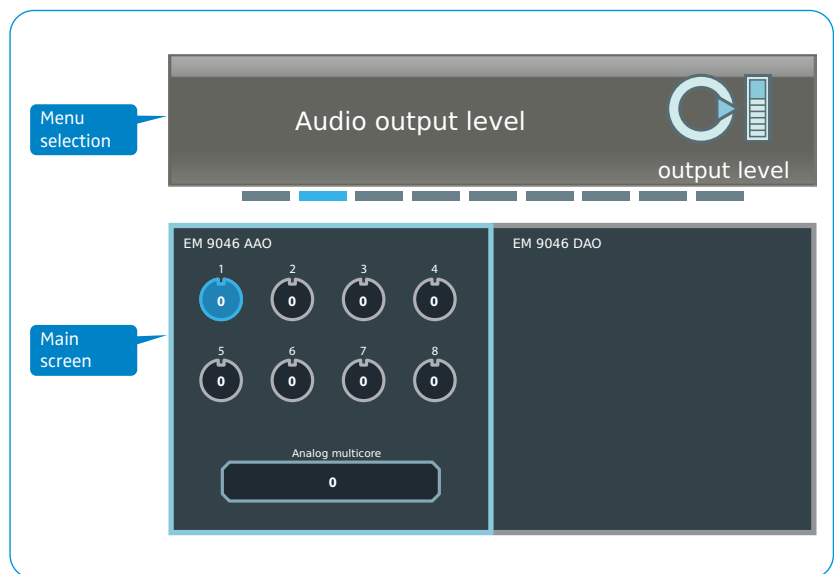 Menu
selection
Audio output level
output level
Main
screen
EM 9046 AAO
1 2 3 4
0 0 0 0
5 6 7 8
0 0 0 0
Analog multicore
0
EM 9046 DAO